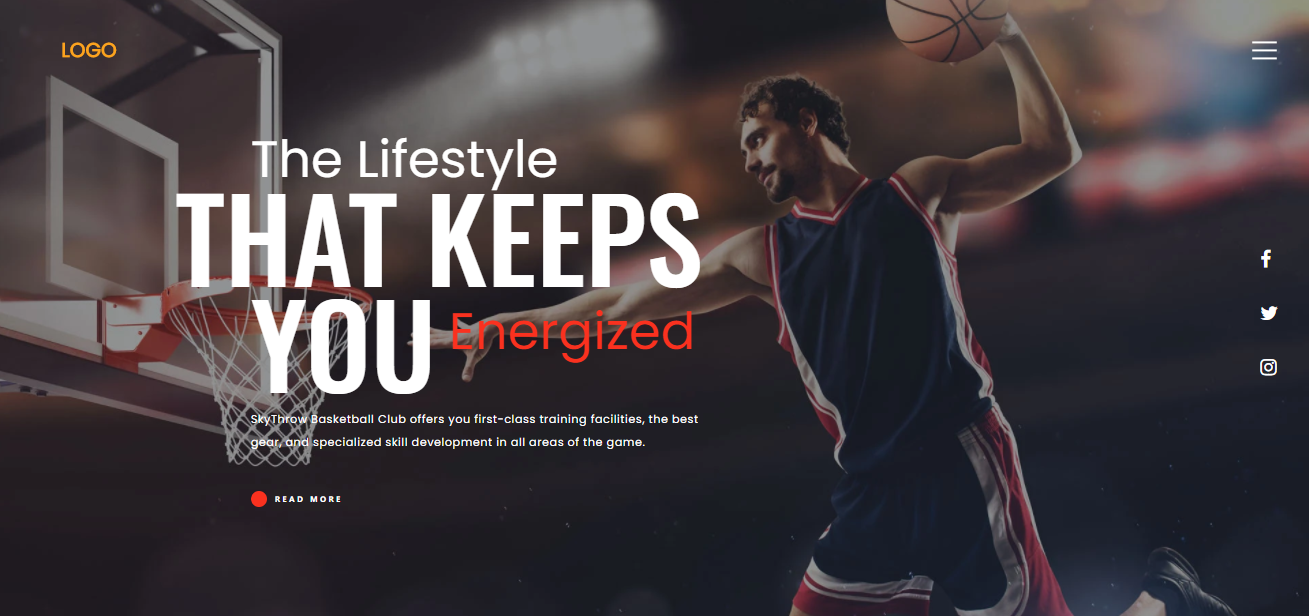 LOGO
The Lifestyle
THAT KEEPS
YOU Energized
SkyThrow Basketball Club offers you first-class training facilities, the best
gear, and specialized skill development in all areas of the game.
READ MORE